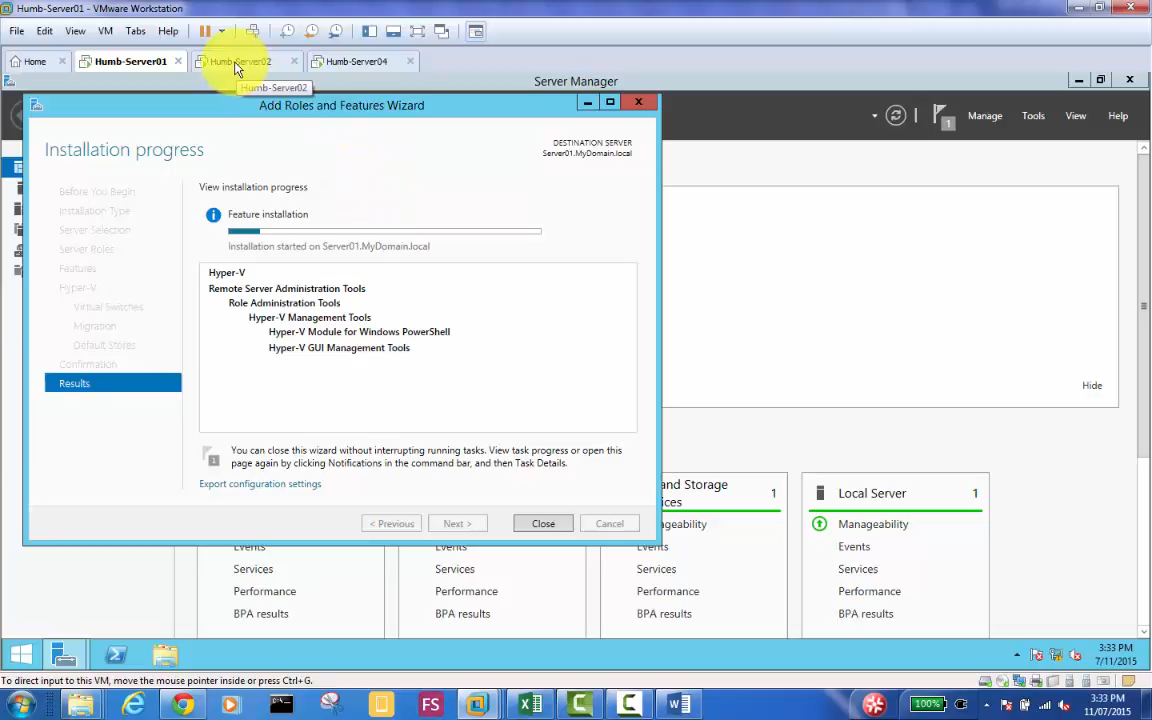 Humb-Server01 - VMware Workstation
File Edit View VM Tabs Help
Home Humb-Server01 Humb-Server02 Humb-Server04
Humb-Server02
Server Manager
Add Roles and Features Wizard
1 Manage Tools View Help
Installation progress
DESTINATION SERVER
Server01.MyDomain.local
Before You Begin
Installation Type
Server Selection
Server Roles
Features
Hyper-V
Virtual Switches
Migration
Default Stores
Confirmation
Results
View installation progress
Feature installation
Installation started on Server01.MyDomain.local
Hyper-V
Remote Server Administration Tools
Role Administration Tools
Hyper-V Management Tools
Hyper-V Module for Windows PowerShell
Hyper-V GUI Management Tools
1
You can close this wizard without interrupting running tasks. View task progress or open this
page again by clicking Notifications in the command bar, and then Task Details.
Export configuration settings
< Previous Next > Close Cancel
Hide
and Storage 1
ices
ageability
Events
Services
Performance
BPA results
Local Server 1
Manageability
Events
Services
Performance
BPA results
Events
Services
Performance
BPA results
Events
Services
Performance
BPA results
3:33 PM
7/11/2015
To direct input to this VM, move the mouse pointer inside or press Ctrl+G.
FS
100%
3:33 PM
11/07/2015